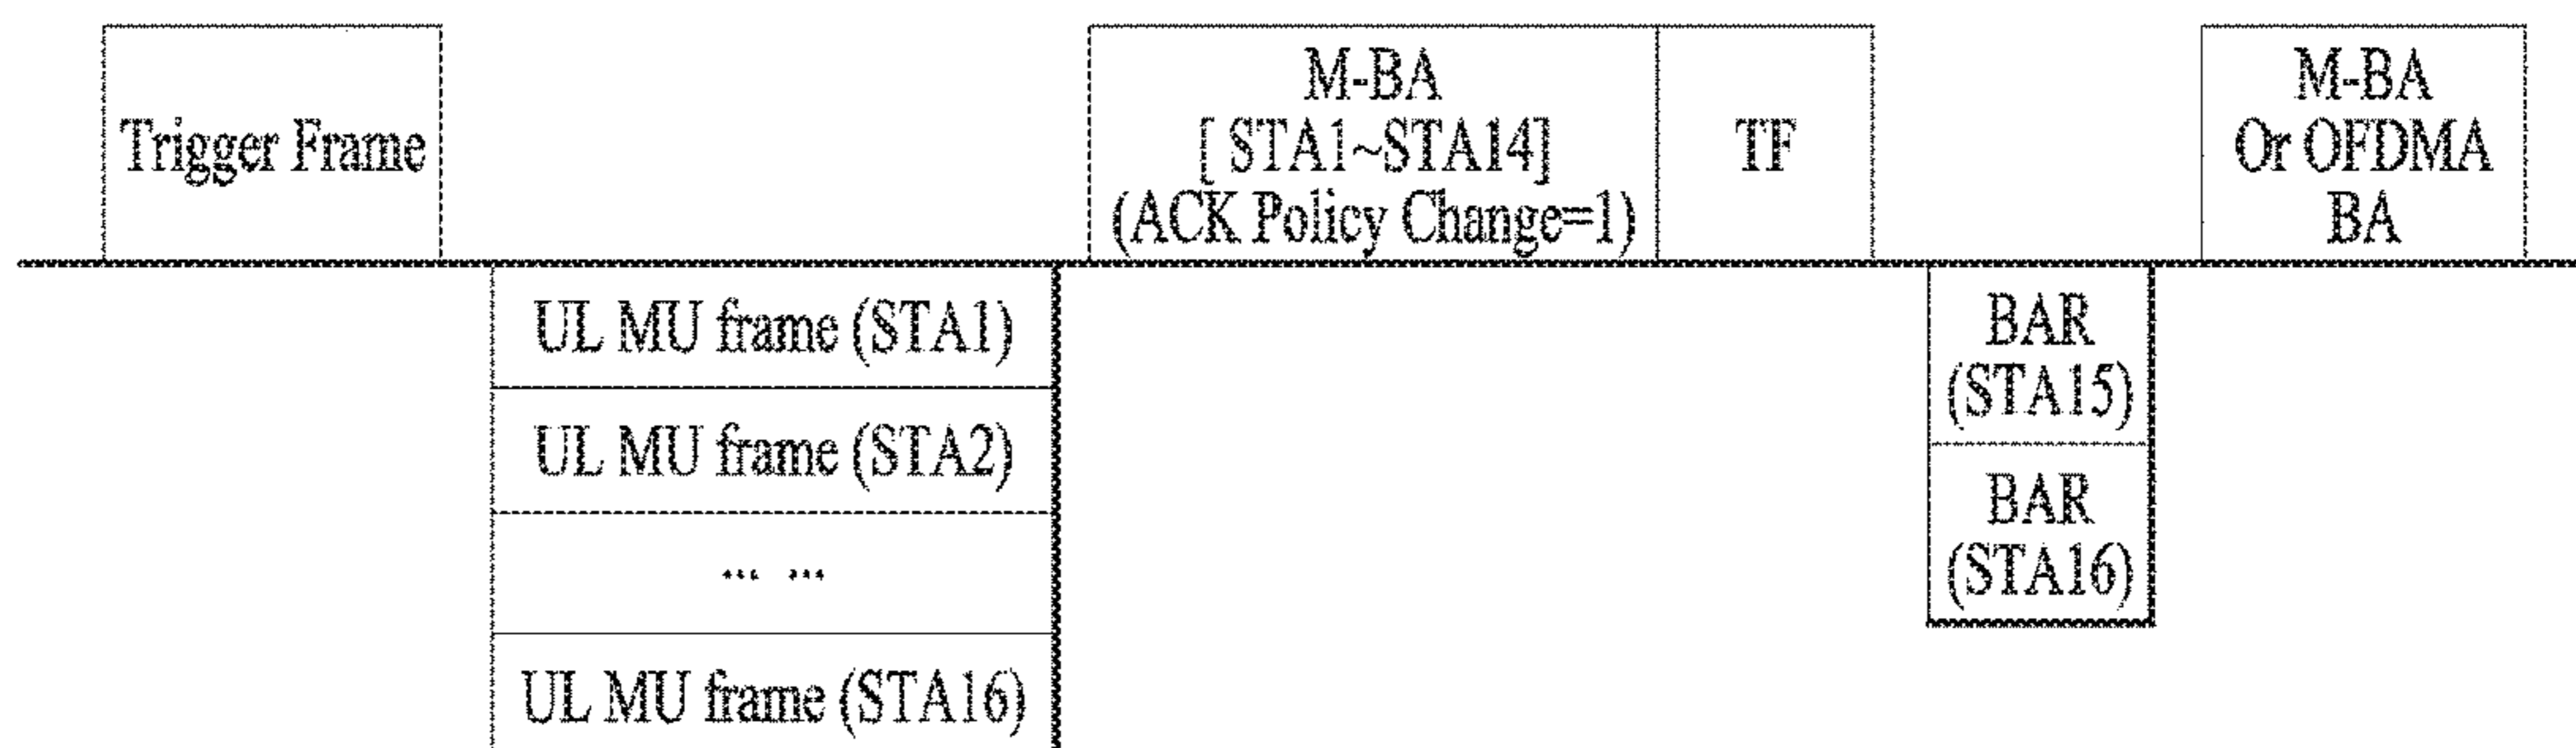 Trigger Frame
M-BA
[ STA1~STA14]
(ACK Policy Change=1)
TF
M-BA
Or OFDMA
BA
UL MU frame (STA1)
UL MU frame (STA2)
... ...
UL MU frame (STA16)
BAR
(STA15)
BAR
(STA16)